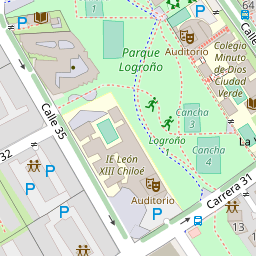 64
Parque
Logroño
Auditorio
Colegio
Minuto
de Dios
Ciudad
Verde
Calle 35
Cancha
3
32
Logroño
La
IE León
XIII Chiloé
Cancha
4
Carrera 31
Auditorio
13